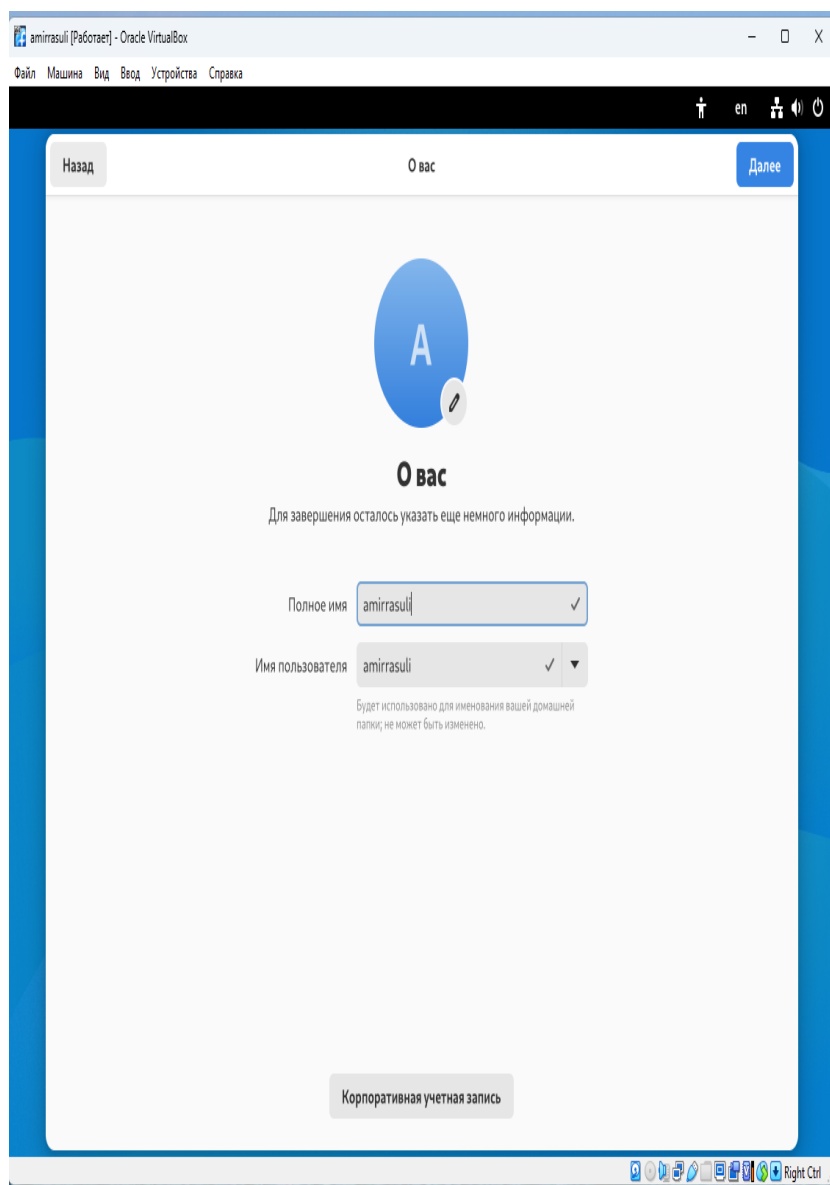 amirrasuli [Работает] - Oracle VirtualBox
Файл Машина Вид Ввод Устройства Справка
en
Назад О вас Далее
A
О вас
Для завершения осталось указать еще немного информации.
Полное имя amirrasuli
Имя пользователя amirrasuli
Будет использовано для именования вашей домашней
папки; не может быть изменено.
Корпоративная учетная запись
Right Ctrl